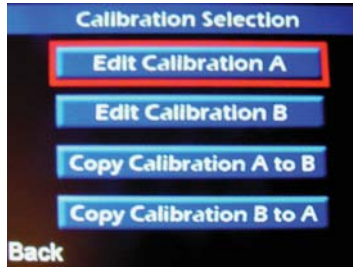 Calibration Selection
Edit Calibration A
Edit Calibration B
Copy Calibration A to B
Copy Calibration B to A
Back